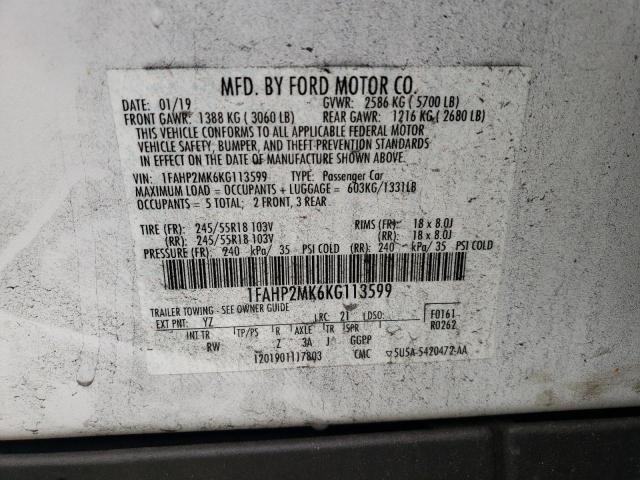 MFD. BY FORD MOTOR CO.
DATE: 01/19 GVWR: 2586 KG ( 5700 LB)
FRONT GAWR: 1388 KG ( 3060 LB) REAR GAWR: 1216 KG ( 2680 LB)
THIS VEHICLE CONFORMS TO ALL APPLICABLE FEDERAL MOTOR
VEHICLE SAFETY, BUMPER, AND THEFT PREVENTION STANDARDS
IN EFFECT ON THE DATE OF MANUFACTURE SHOWN ABOVE.
VIN: 1FAHP2MK6KG113599 TYPE: Passenger Car
MAXIMUM LOAD = OCCUPANTS + LUGGAGE = 603KG/1331LB
OCCUPANTS = 5 TOTAL; 2 FRONT, 3 REAR
TIRE (FR): 245/55R18 103V RIMS (FR): 18 x 8.0J
(RR): 245/55R18 103V (RR): 18 x 8.0J
PRESSURE (FR): 240 kPa/ 35 PSI COLD (RR): 240 kPa/ 35 PSI COLD
1FAHP2MK6KG113599
TRAILER TOWING - SEE OWNER GUIDE
EXT PNT: YZ LRC: 21 DSO: F0161
INT TR TP/PS R AXLE TR SPR R0262
RW Z 3A J GGPP
1201901117803 CMC ▽5U5A-5420472-AA